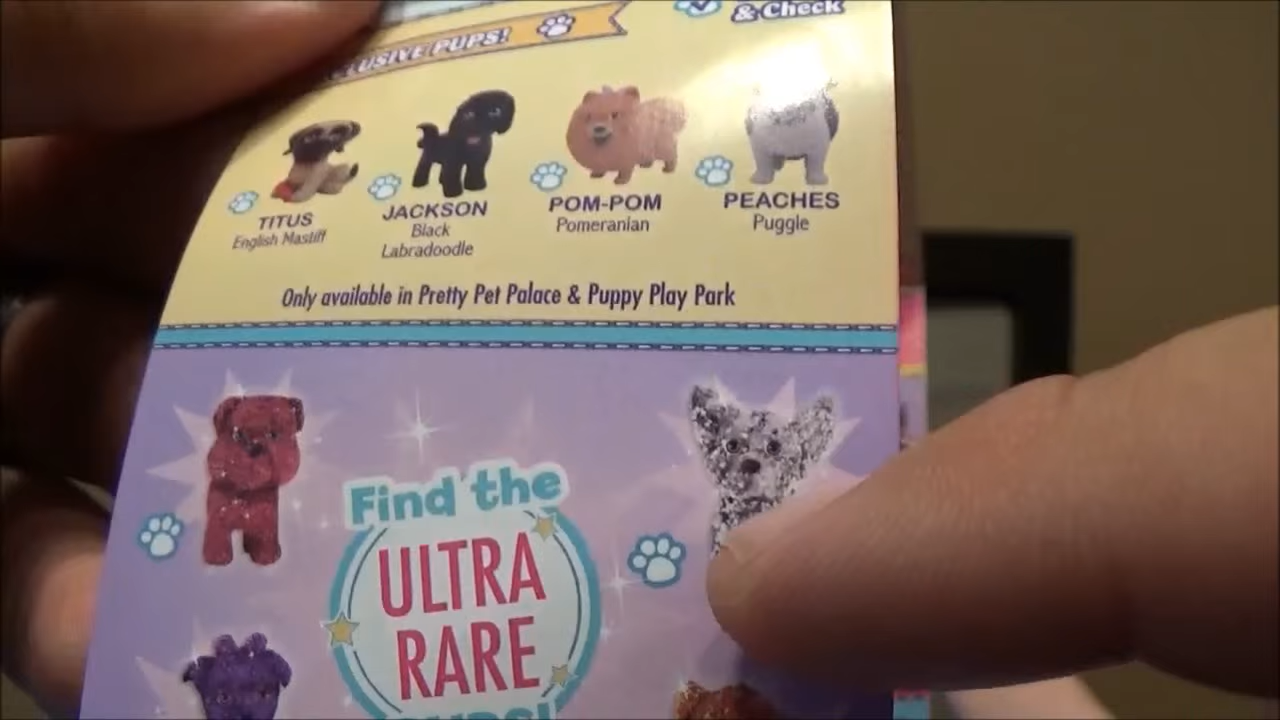 & Check
PUPS!
TITUS
English Mastiff
JACKSON
Black
Labradoodle
POM-POM
Pomeranian
PEACHES
Puggle
Only available in Pretty Pet Palace & Puppy Play Park
Find the
ULTRA
RARE
PUPS!